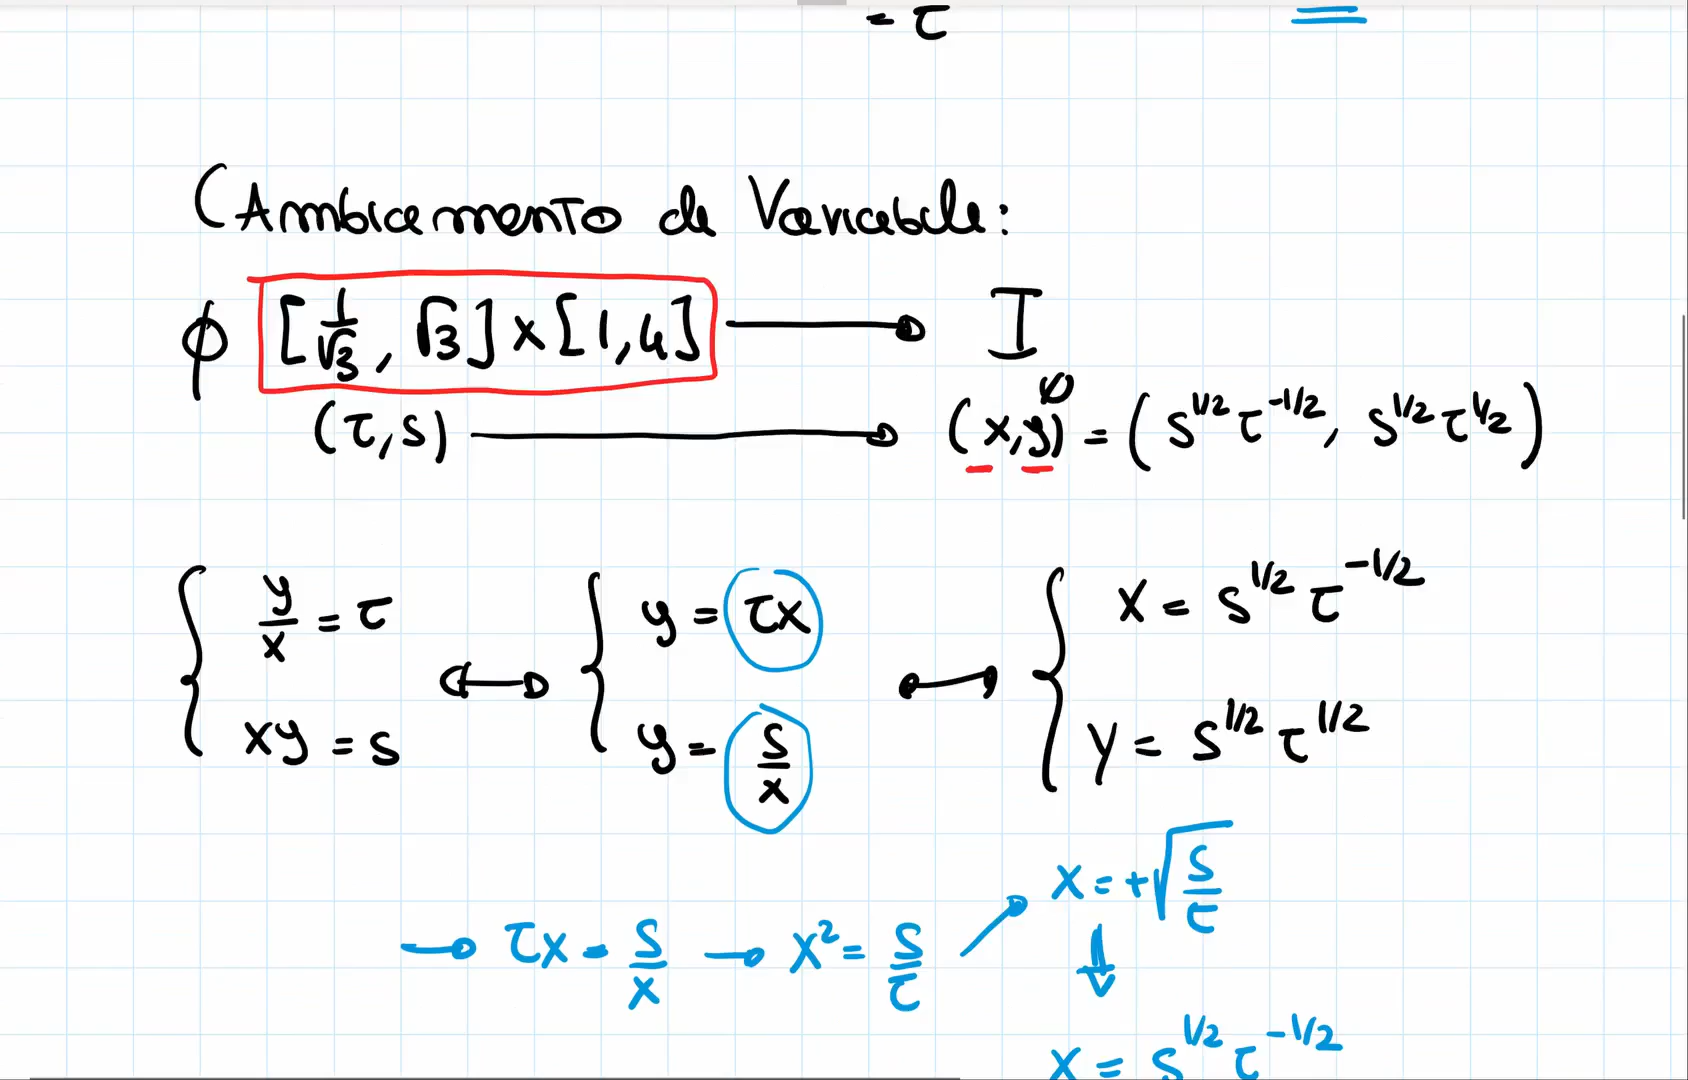 = τ
Cambiamento di Variabile:
ϕ [1/√3, √3] × [1,4] ⟶ I
(τ, s) ⟶ (x,y) = (s^{1/2} τ^{-1/2}, s^{1/2} τ^{1/2})
{ y/x = τ ⟷ { y = τx ⟷ { x = s^{1/2} τ^{-1/2}
xy = s y = s/x y = s^{1/2} τ^{1/2}
x = +√(s/τ)
→ τx = s/x → x² = s/τ
x = s^{1/2} τ^{-1/2}